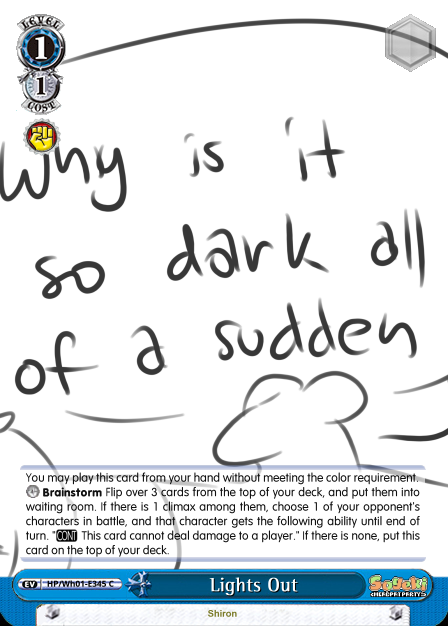 LEVEL
1
1
COST
Why is it
so dark all
of a sudden
You may play this card from your hand without meeting the color requirement.
Brainstorm Flip over 3 cards from the top of your deck, and put them into
waiting room. If there is 1 climax among them, choose 1 of your opponent's
characters in battle, and that character gets the following ability until end of
turn. "CONT This card cannot deal damage to a player." If there is none, put this
card on the top of your deck.
EV HP/Wh01-E345 C
Lights Out
Shiron